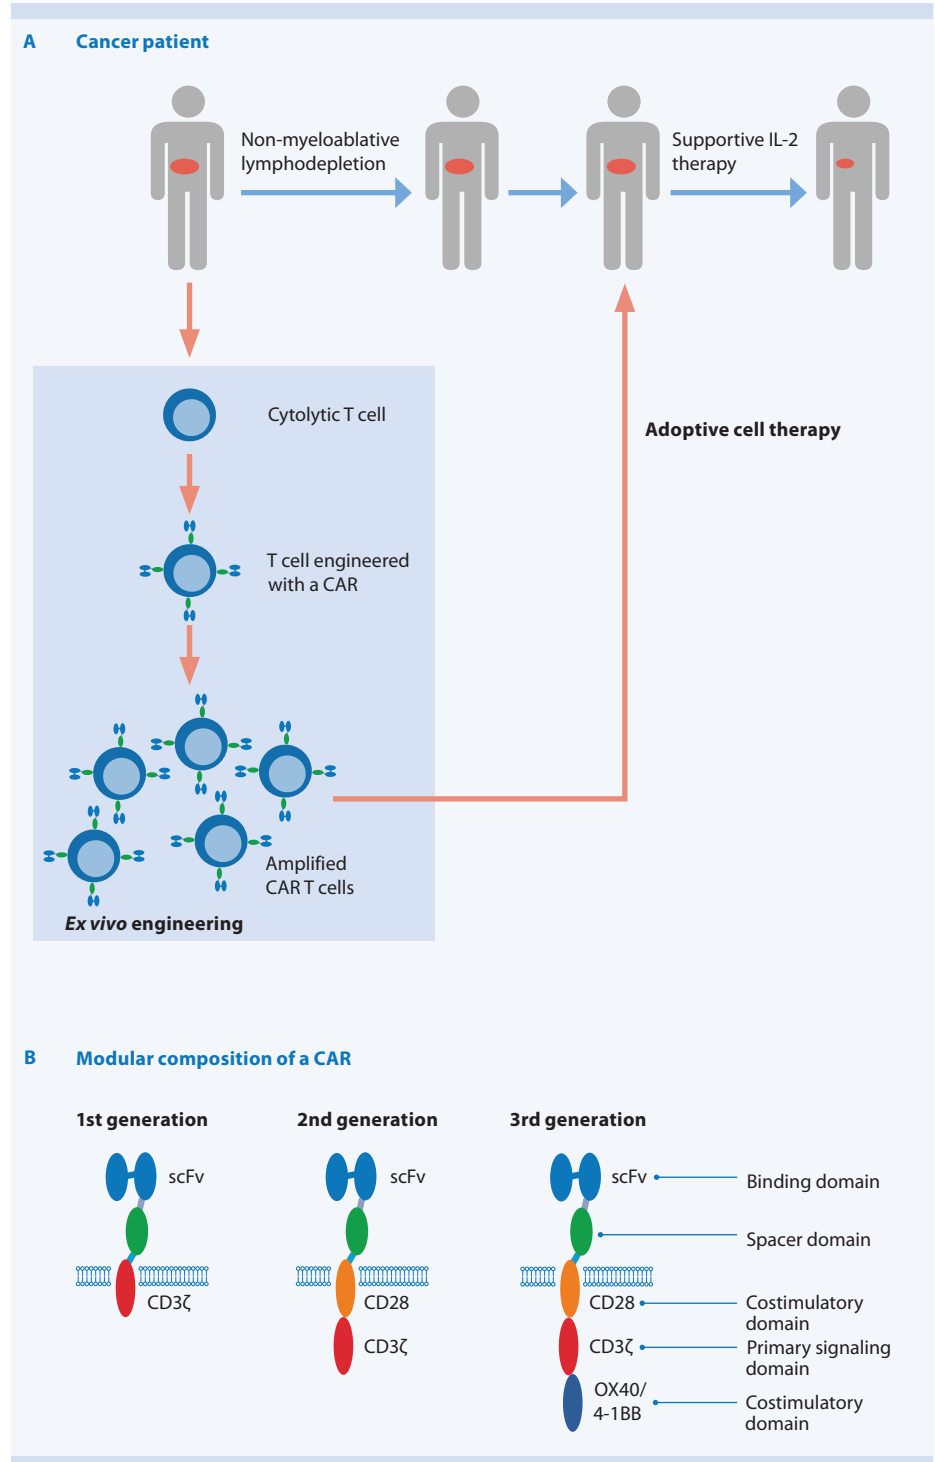 A Cancer patient
Non-myeloablative
lymphodepletion
Supportive IL-2
therapy
Cytolytic T cell
Adoptive cell therapy
T cell engineered
with a CAR
Amplified
CAR T cells
Ex vivo engineering
B Modular composition of a CAR
1st generation
2nd generation
3rd generation
scFv
CD3ζ
scFv
CD28
CD3ζ
scFv
Binding domain
Spacer domain
CD28
Costimulatory
domain
CD3ζ
Primary signaling
domain
OX40/
4-1BB
Costimulatory
domain